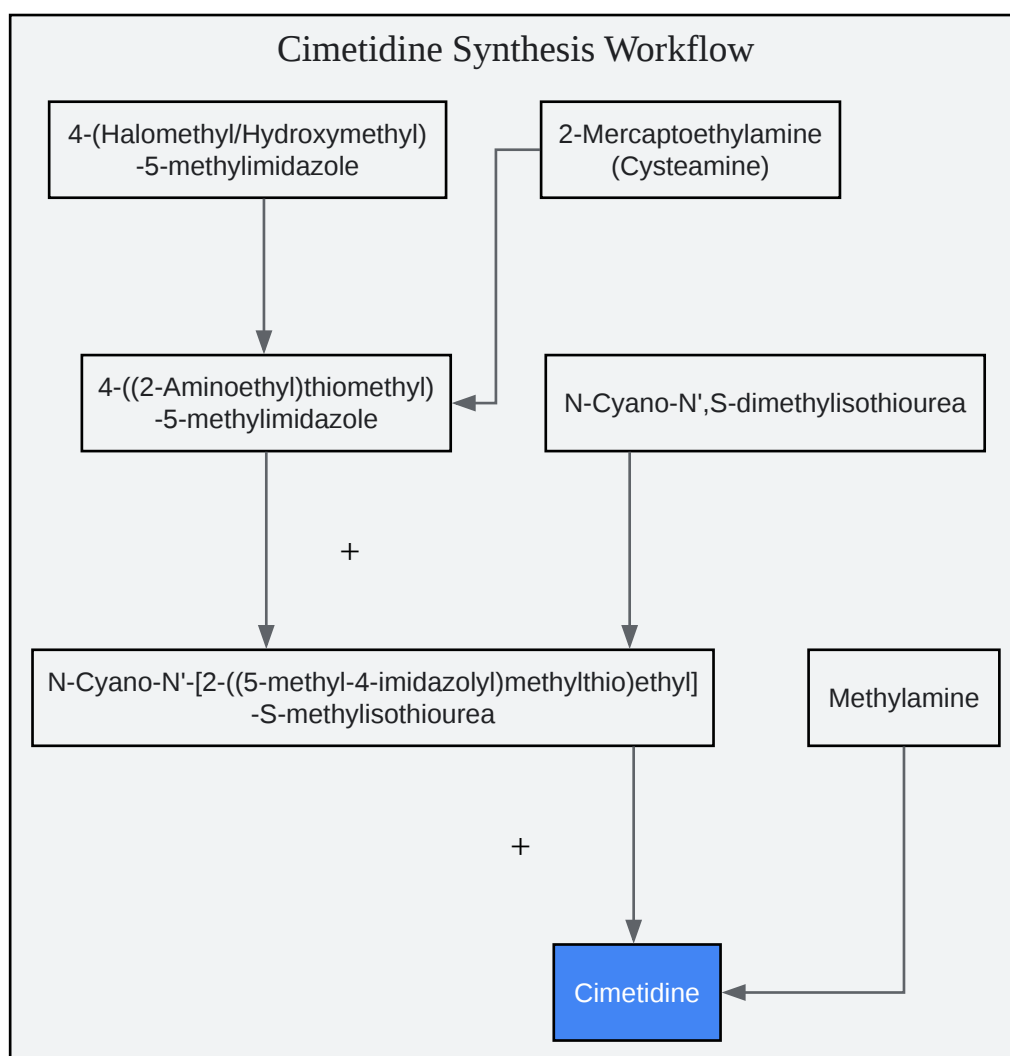 Cimetidine Synthesis Workflow
4-(Halomethyl/Hydroxymethyl)
-5-methylimidazole
2-Mercaptoethylamine
(Cysteamine)
4-((2-Aminoethyl)thiomethyl)
-5-methylimidazole
N-Cyano-N',S-dimethylisothiourea
+
N-Cyano-N'-[2-((5-methyl-4-imidazolyl)methylthio)ethyl]
-S-methylisothiourea
Methylamine
+
Cimetidine